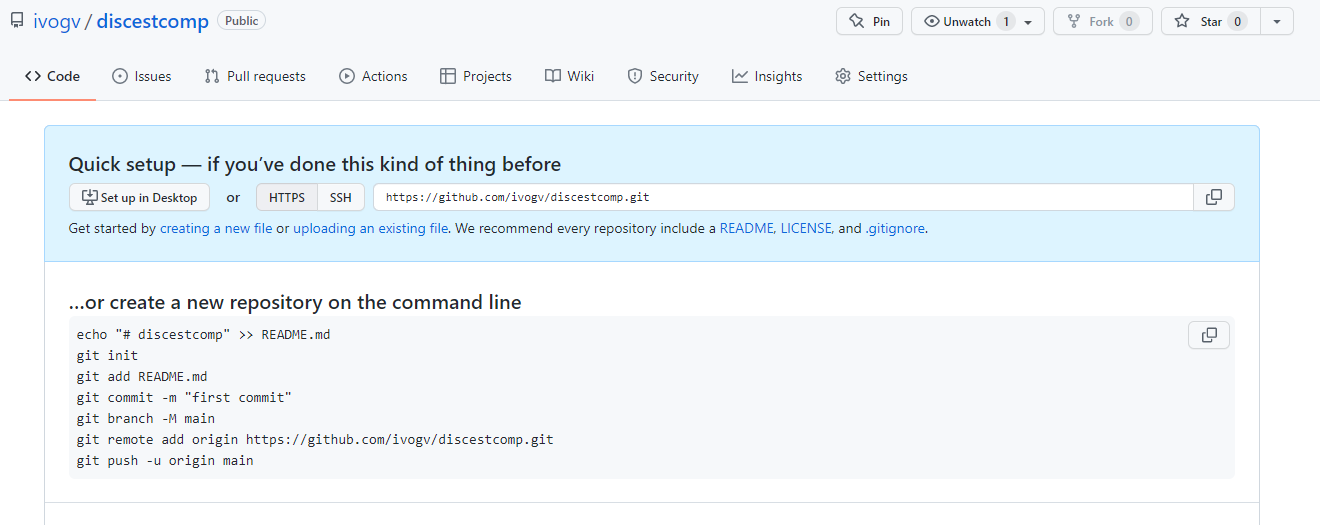 ivogv / discestcomp Public Pin Unwatch 1 Fork 0 Star 0
Code Issues Pull requests Actions Projects Wiki Security Insights Settings
Quick setup — if you’ve done this kind of thing before
Set up in Desktop or HTTPS SSH https://github.com/ivogv/discestcomp.git
Get started by creating a new file or uploading an existing file. We recommend every repository include a README, LICENSE, and .gitignore.
…or create a new repository on the command line
echo "# discestcomp" >> README.md
git init
git add README.md
git commit -m "first commit"
git branch -M main
git remote add origin https://github.com/ivogv/discestcomp.git
git push -u origin main